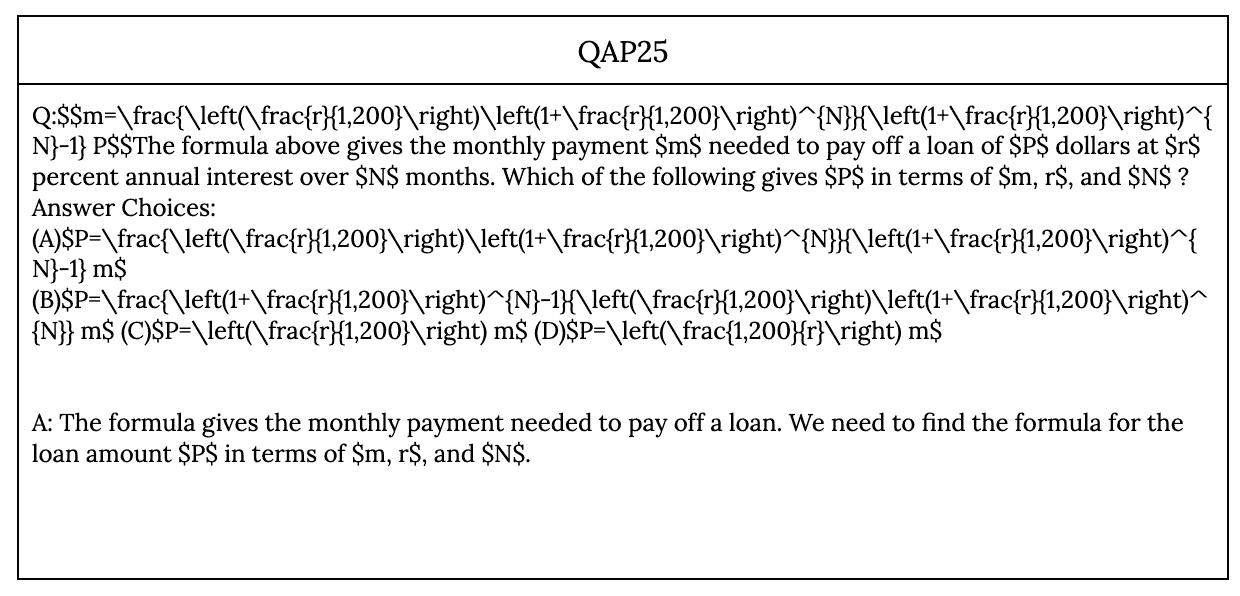 QAP25
Q:$$m=\frac{\left(\frac{r}{1,200}\right)\left(1+\frac{r}{1,200}\right)^{N}}{\left(1+\frac{r}{1,200}\right)^{
N}-1} P$$The formula above gives the monthly payment $m$ needed to pay off a loan of $P$ dollars at $r$
percent annual interest over $N$ months. Which of the following gives $P$ in terms of $m, r$, and $N$ ?
Answer Choices:
(A)$P=\frac{\left(\frac{r}{1,200}\right)\left(1+\frac{r}{1,200}\right)^{N}}{\left(1+\frac{r}{1,200}\right)^{
N}-1} m$
(B)$P=\frac{\left(1+\frac{r}{1,200}\right)^{N}-1}{\left(\frac{r}{1,200}\right)\left(1+\frac{r}{1,200}\right)^
{N}} m$ (C)$P=\left(\frac{r}{1,200}\right) m$ (D)$P=\left(\frac{1,200}{r}\right) m$
A: The formula gives the monthly payment needed to pay off a loan. We need to find the formula for the
loan amount $P$ in terms of $m, r$, and $N$.